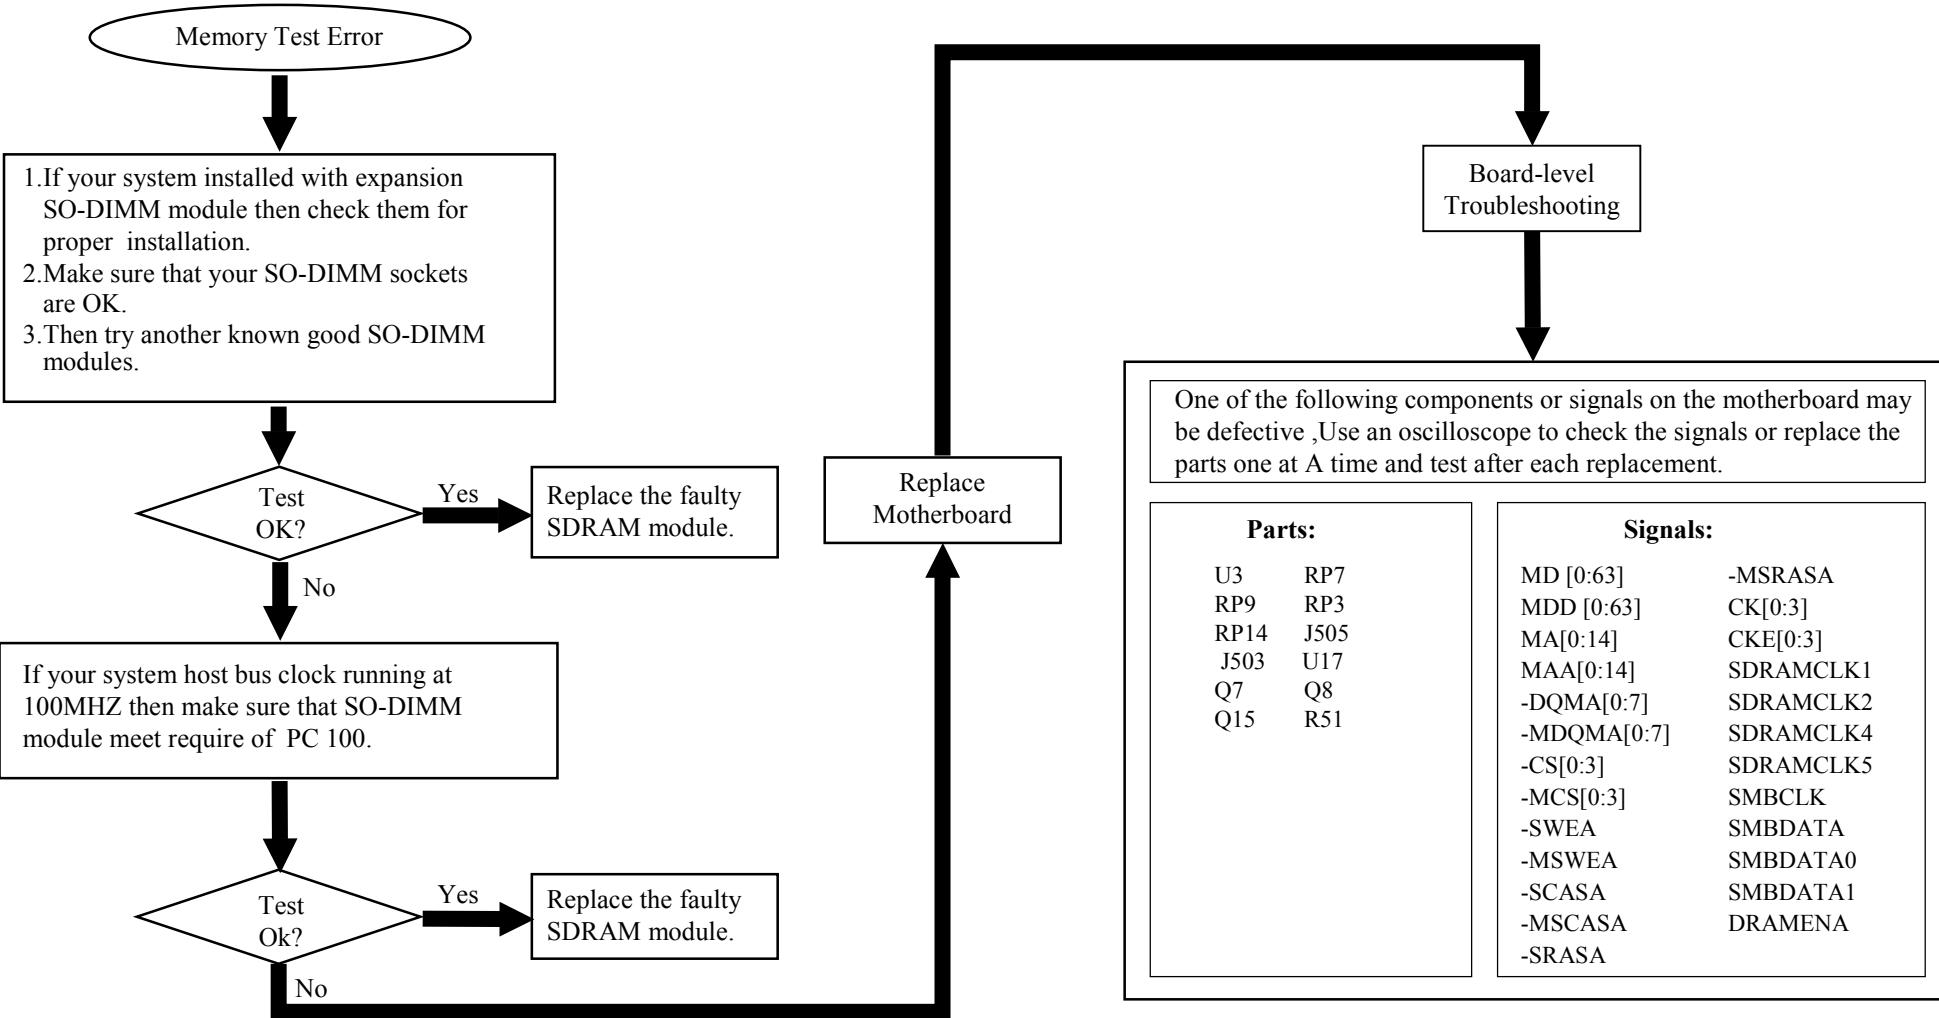 Memory Test Error
1.If your system installed with expansion
SO-DIMM module then check them for
proper installation.
2.Make sure that your SO-DIMM sockets
are OK.
3.Then try another known good SO-DIMM
modules.
Test
OK?
Yes
Replace the faulty
SDRAM module.
No
If your system host bus clock running at
100MHZ then make sure that SO-DIMM
module meet require of PC 100.
Test
Ok?
Yes
Replace the faulty
SDRAM module.
No
Replace
Motherboard
Board-level
Troubleshooting
One of the following components or signals on the motherboard may
be defective ,Use an oscilloscope to check the signals or replace the
parts one at A time and test after each replacement.
Parts:
U3 RP7
RP9 RP3
RP14 J505
J503 U17
Q7 Q8
Q15 R51
Signals:
MD [0:63] -MSRASA
MDD [0:63] CK[0:3]
MA[0:14] CKE[0:3]
MAA[0:14] SDRAMCLK1
-DQMA[0:7] SDRAMCLK2
-MDQMA[0:7] SDRAMCLK4
-CS[0:3] SDRAMCLK5
-MCS[0:3] SMBCLK
-SWEA SMBDATA
-MSWEA SMBDATA0
-SCASA SMBDATA1
-MSCASA DRAMENA
-SRASA